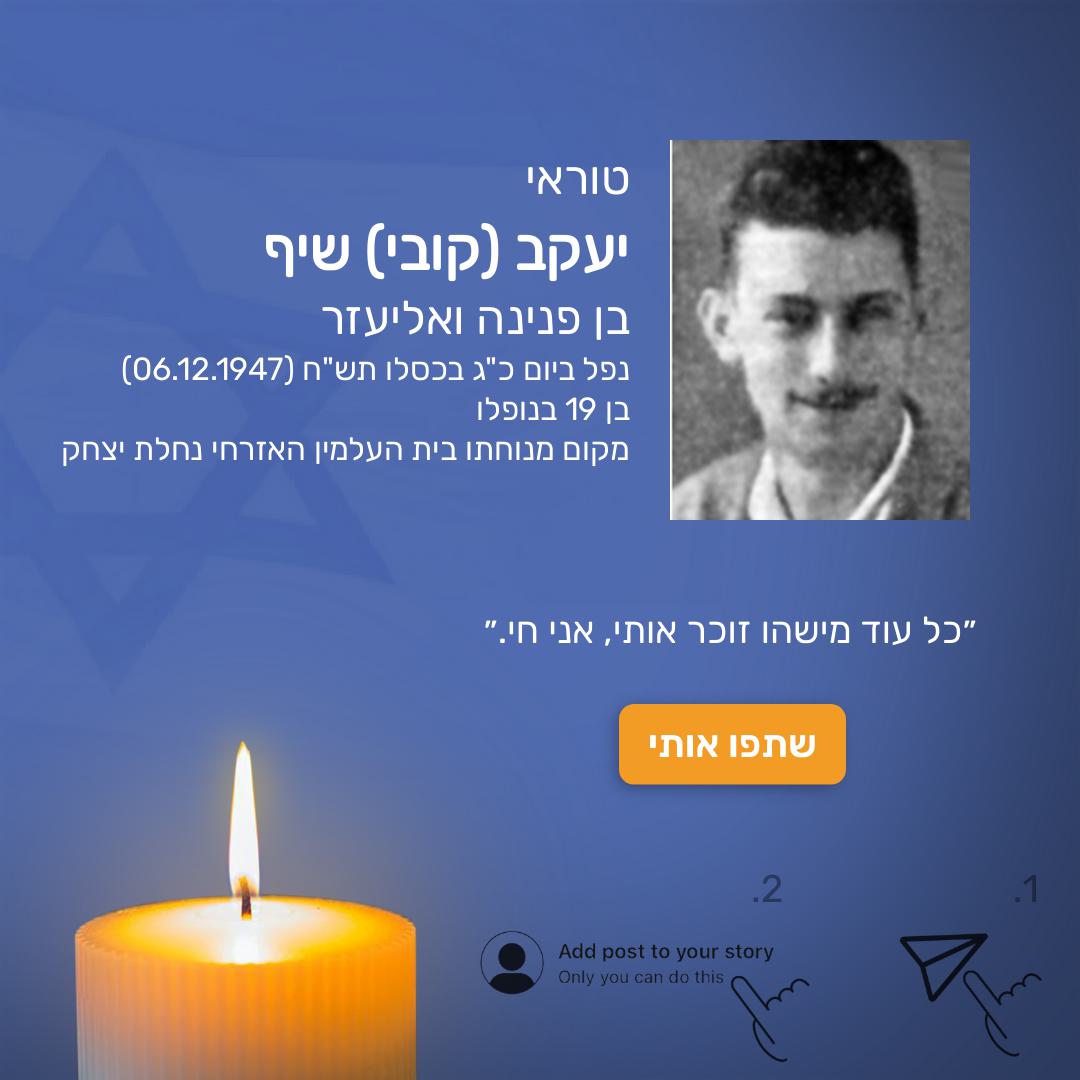 טוראי
יעקב (קובי) שיף
בן פנינה ואליעזר
נפל ביום כ"ג בכסלו תש"ח (06.12.1947)
בן 19 בנופלו
מקום מנוחתו בית העלמין האזרחי נחלת יצחק
״כל עוד מישהו זוכר אותי, אני חי.״
שתפו אותי
1.
2.
Add post to your story
Only you can do this